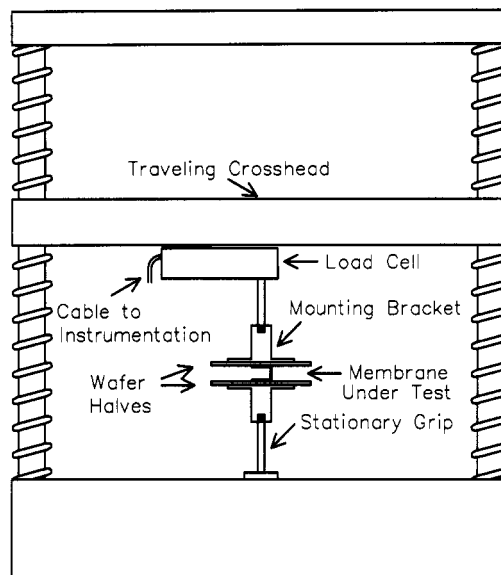 Traveling Crosshead
Load Cell
Cable to
Instrumentation
Mounting Bracket
Wafer
Halves
Membrane
Under Test
Stationary Grip